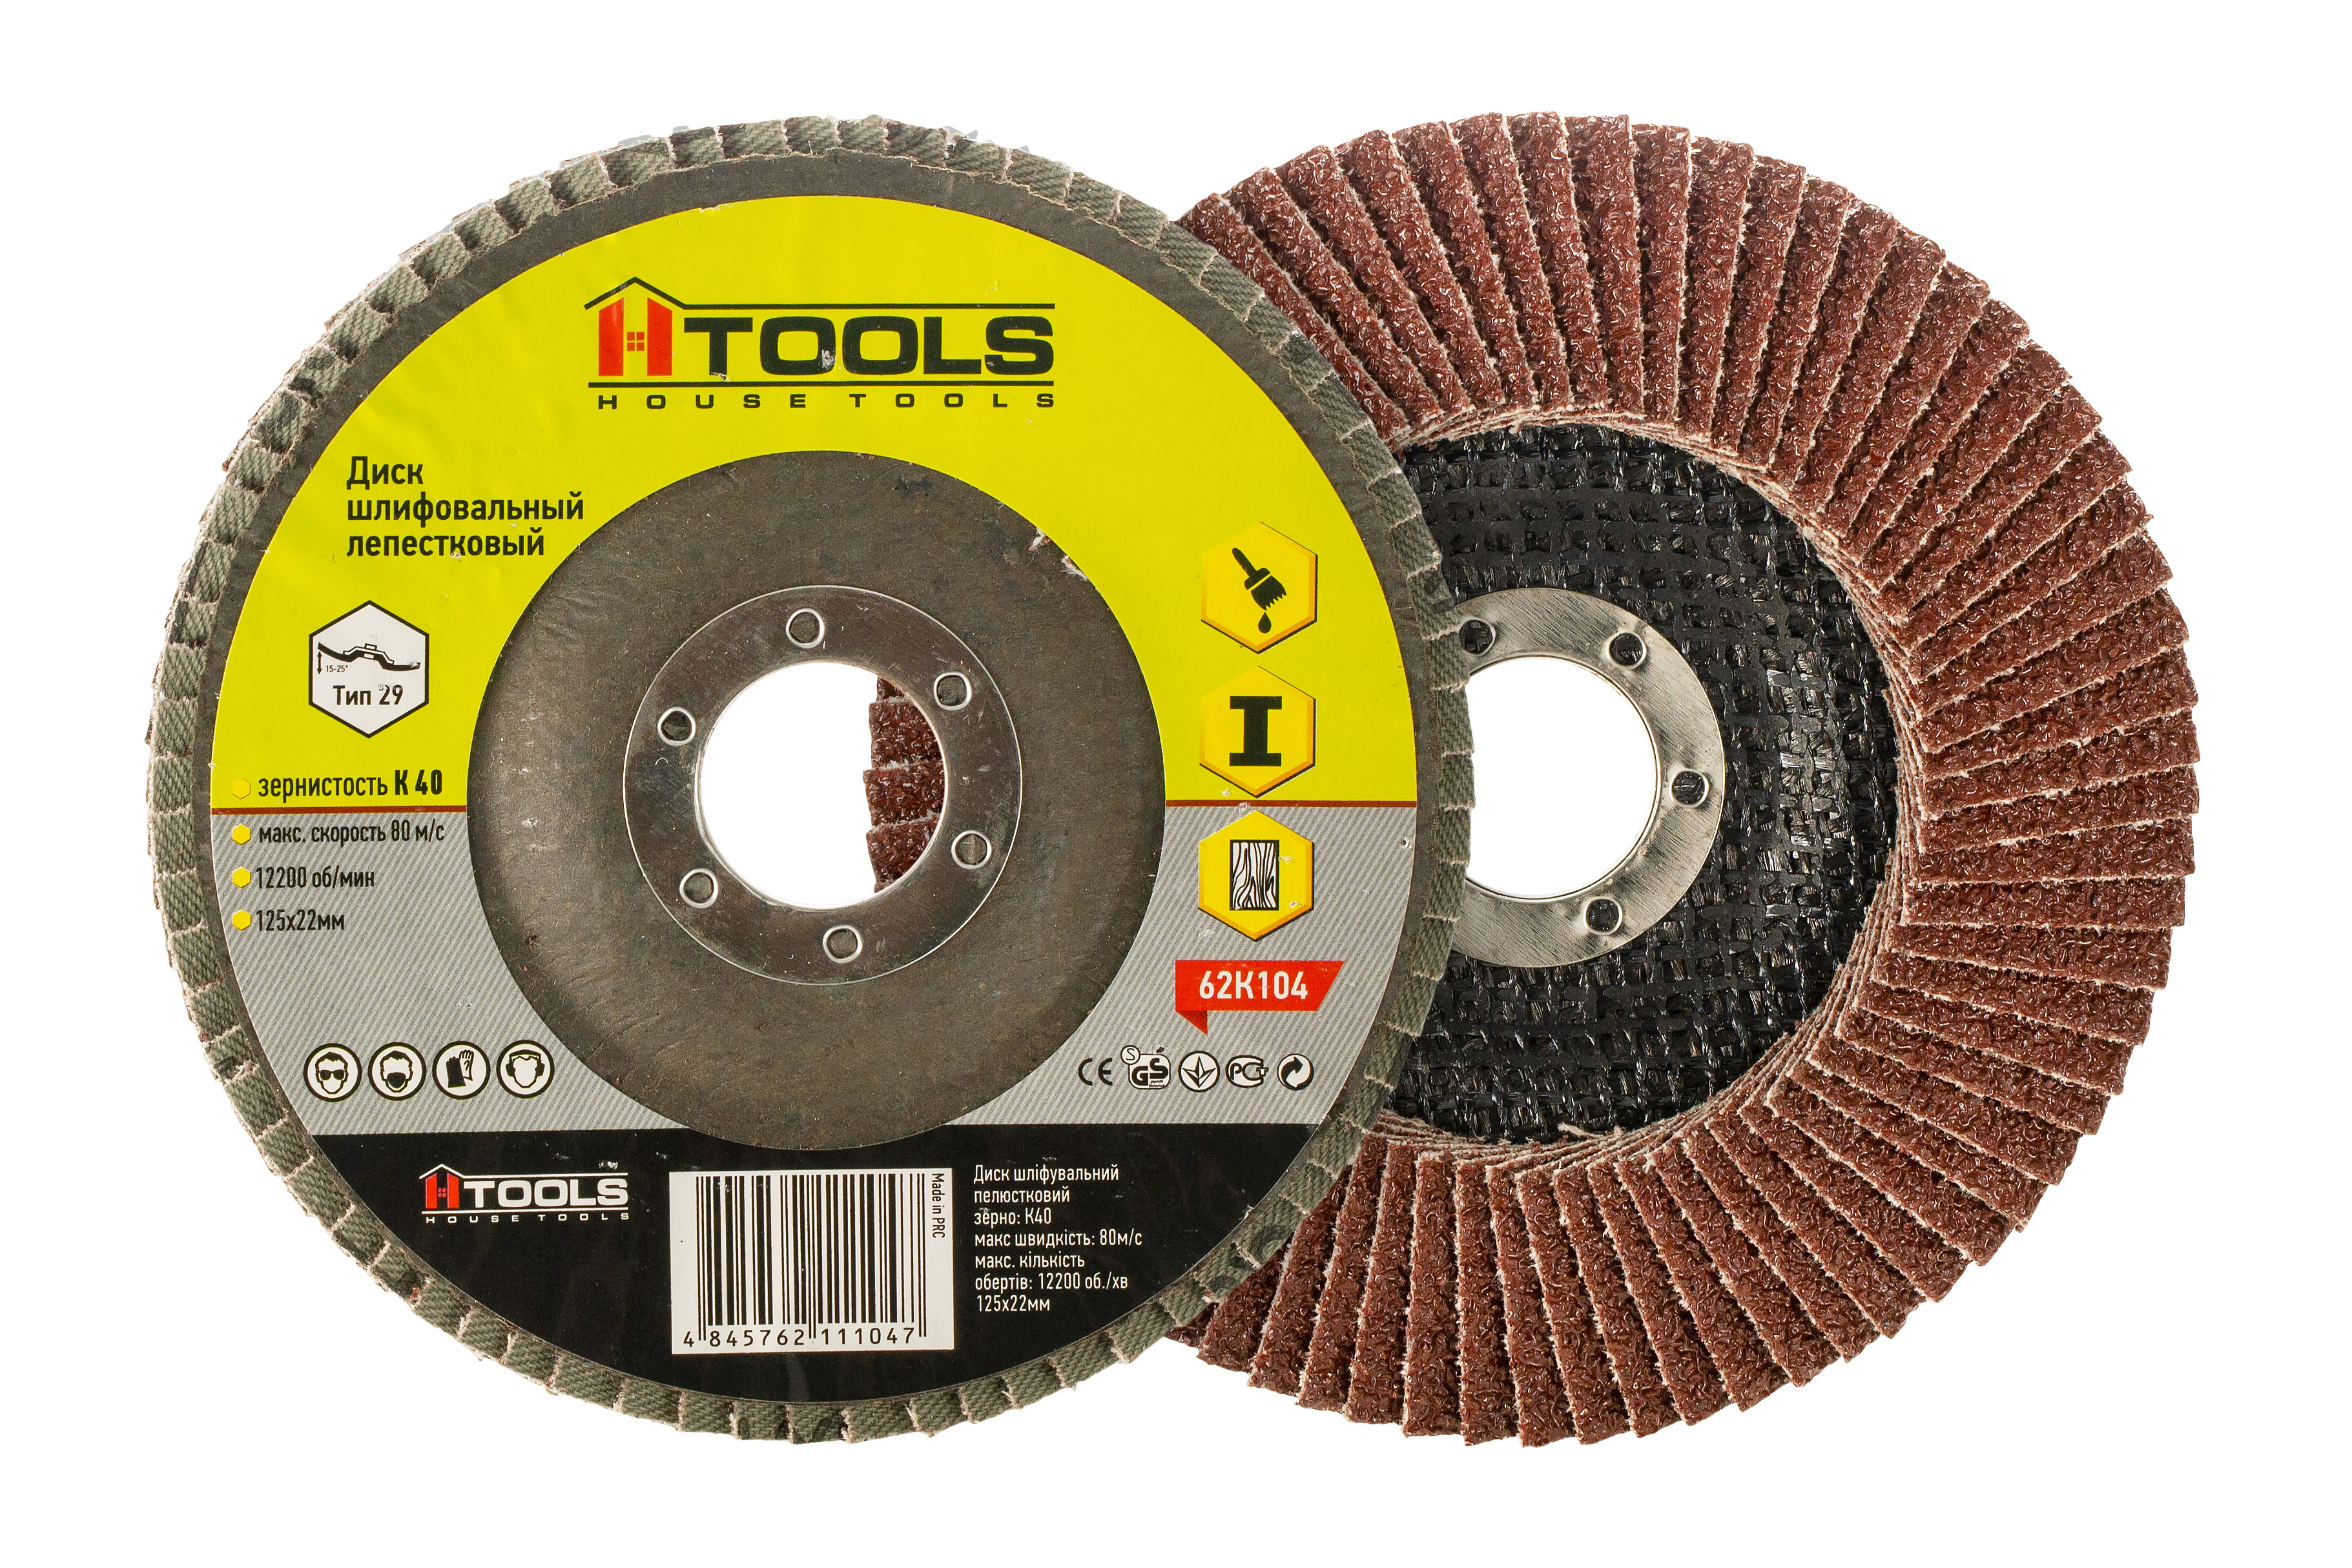 HTOOLS
HOUSE TOOLS
Диск
шлифовальный
лепестковый
15-25°
Тип 29
зернистость К 40
макс. скорость 80 м/с
12200 об/мин
125х22мм
62К104
CE
S GS
РСт
HTOOLS
HOUSE TOOLS
4 845762 111047
Made in PRC
Диск шліфувальний
пелюстковий
зерно: К40
макс швидкість: 80м/с
макс. кількість
обертів: 12200 об./хв
125х22мм